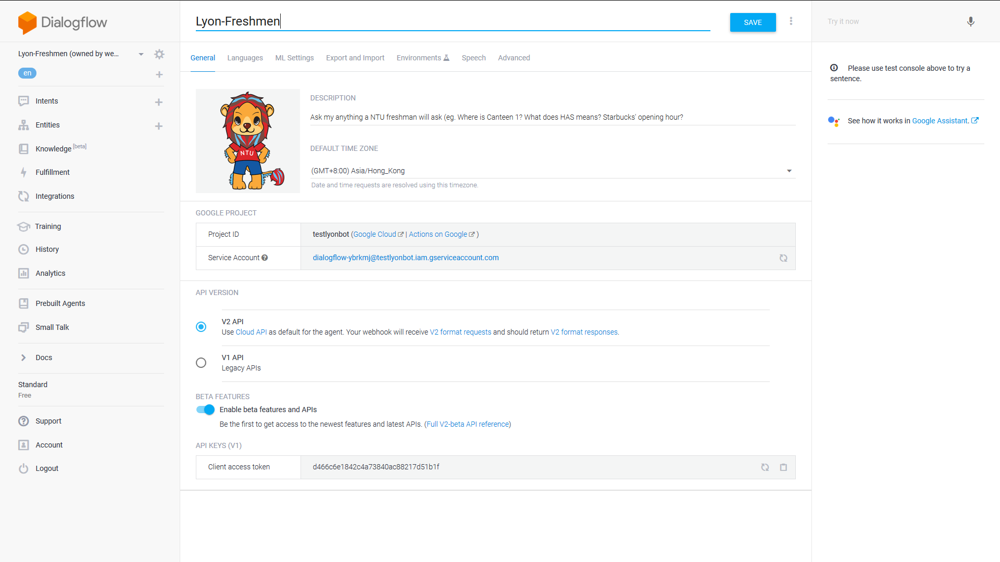 Dialogflow
Lyon-Freshmen (owned by we...
en
Intents
Entities
Knowledge [beta]
Fulfillment
Integrations
Training
History
Analytics
Prebuilt Agents
Small Talk
Docs
Standard
Free
Support
Account
Logout
Lyon-Freshmen
SAVE
General
Languages
ML Settings
Export and Import
Environments
Speech
Advanced
NTU
DESCRIPTION
Ask my anything a NTU freshman will ask (eg. Where is Canteen 1? What does HAS means? Starbucks' opening hour?
DEFAULT TIME ZONE
(GMT+8:00) Asia/Hong_Kong
Date and time requests are resolved using this timezone.
GOOGLE PROJECT
Project ID
testlyonbot (Google Cloud | Actions on Google )
Service Account
dialogflow-ybrkmj@testlyonbot.iam.gserviceaccount.com
API VERSION
V2 API
Use Cloud API as default for the agent. Your webhook will receive V2 format requests and should return V2 format responses.
V1 API
Legacy APIs
BETA FEATURES
Enable beta features and APIs
Be the first to get access to the newest features and latest APIs. (Full V2-beta API reference)
API KEYS (V1)
Client access token
d466c6e1842c4a73840ac88217d51b1f
Try it now
Please use test console above to try a
sentence.
See how it works in Google Assistant.